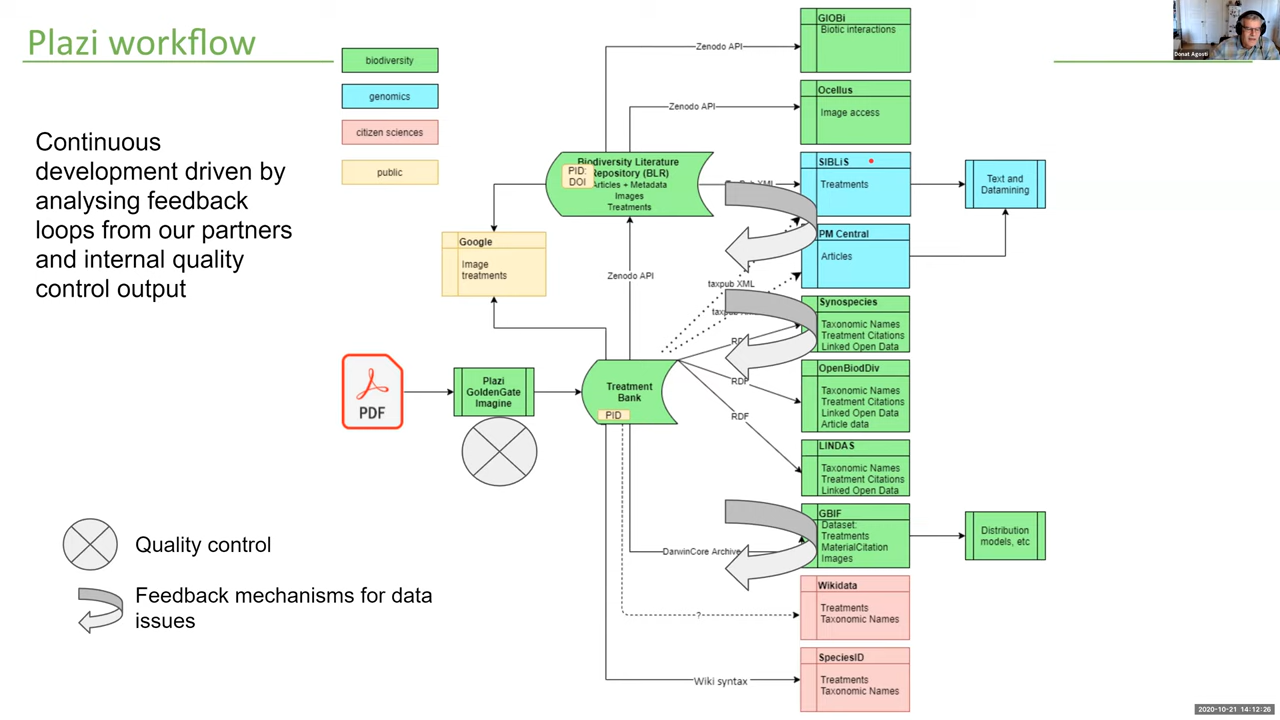 Plazi workflow
biodiversity
genomics
citizen sciences
public
Continuous
development driven by
analysing feedback
loops from our partners
and internal quality
control output
Donat Agosti
GlOBi
Biotic interactions
Zenodo API
Ocellus
Image access
Zenodo API
Biodiversity Literature
Repository (BLR)
Articles + Metadata
Images
Treatments
PID:
DOI
SIBLiS
Treatments
Text and
Datamining
PM Central
Articles
Google
Image
treatments
Zenodo API
taxpub XML
Synospecies
Taxonomic Names
Treatment Citations
Linked Open Data
OpenBiodDiv
Taxonomic Names
Treatment Citations
Linked Open Data
Article data
RDF
RDF
PDF
Plazi
GoldenGate
Imagine
Treatment
Bank
PID
LINDAS
Taxonomic Names
Treatment Citations
Linked Open Data
GBIF
Dataset:
Treatments
MaterialCitation
Images
Distribution
models, etc
DarwinCore Archive
Quality control
Feedback mechanisms for data
issues
Wikidata
Treatments
Taxonomic Names
?
SpeciesID
Treatments
Taxonomic Names
Wiki syntax
2020-10-21 14:12:26